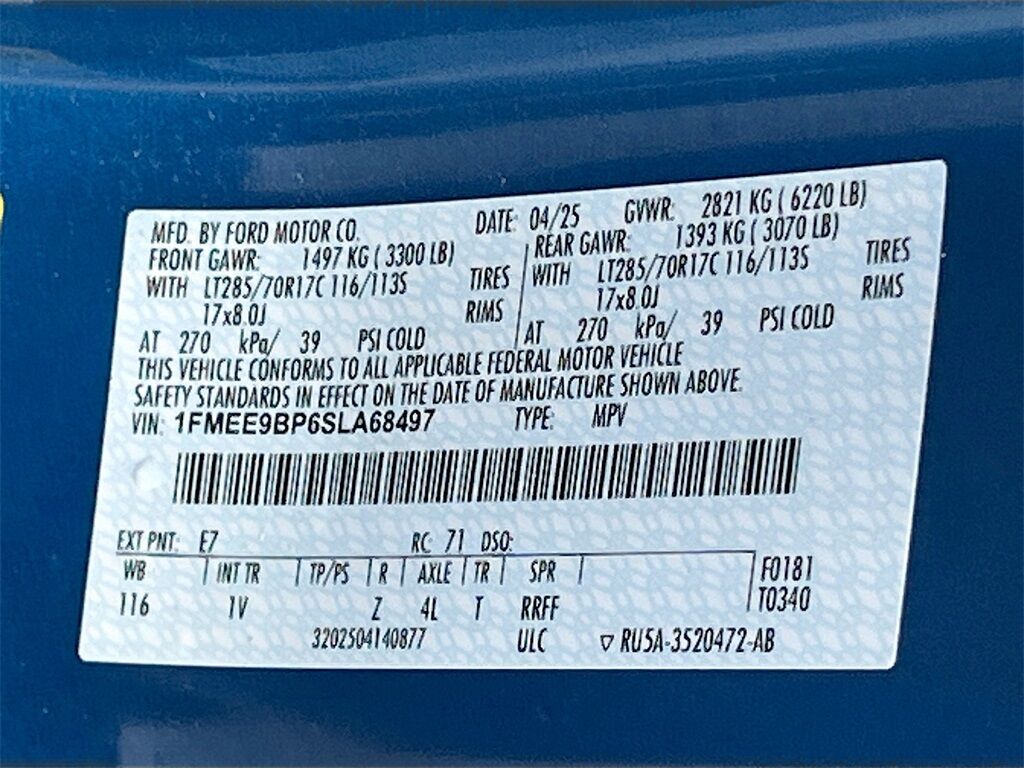 MFD. BY FORD MOTOR CO. DATE: 04/25 GVWR: 2821 KG ( 6220 LB)
FRONT GAWR: 1497 KG ( 3300 LB) REAR GAWR: 1393 KG ( 3070 LB)
WITH LT285/70R17C 116/113S TIRES WITH LT285/70R17C 116/113S TIRES
17x8.0J RIMS 17x8.0J RIMS
AT 270 kPa/ 39 PSI COLD AT 270 kPa/ 39 PSI COLD
THIS VEHICLE CONFORMS TO ALL APPLICABLE FEDERAL MOTOR VEHICLE
SAFETY STANDARDS IN EFFECT ON THE DATE OF MANUFACTURE SHOWN ABOVE.
VIN: 1FMEE9BP6SLA68497 TYPE: MPV
EXT PNT: E7 RC: 71 DSO:
WB INT TR TP/PS R AXLE TR SPR F0181
116 1V Z 4L T RRFF T0340
3202504140877 ULC ▽ RU5A-3520472-AB